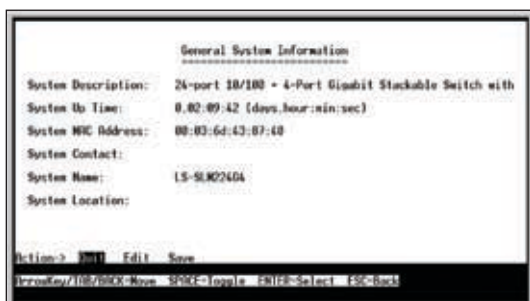 General System Information
System Description: 24-port 10/100 + 4-Port Gigabit Stackable Switch with
System Up Time: 0.02:09:42 (days.hour:min:sec)
System MAC Address: 00:03:6d:43:07:40
System Contact:
System Name: LS-SLM224G4
System Location:
Action-> Quit Edit Save
ArrowKey/TAB/BACK=Move SPACE=Toggle ENTER=Select ESC=Back